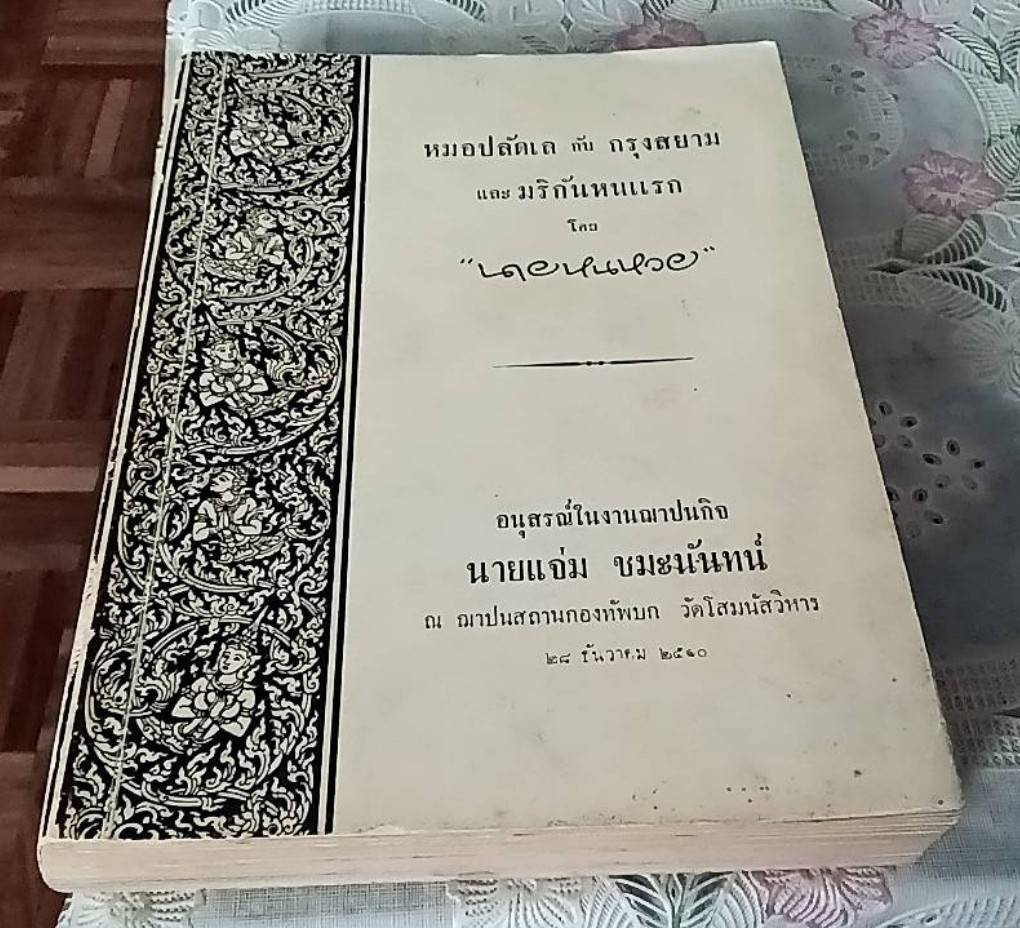 หมอปลัดเล กับ กรุงสยาม
และ มริกันหนแรก
โดย
"นายหนหวย"
อนุสรณ์ในงานฌาปนกิจ
นายแจ่ม ชมะนันทน์
ณ ฌาปนสถานกองทัพบก วัดโสมนัสวิหาร
๒๘ ธันวาคม ๒๕๑๐